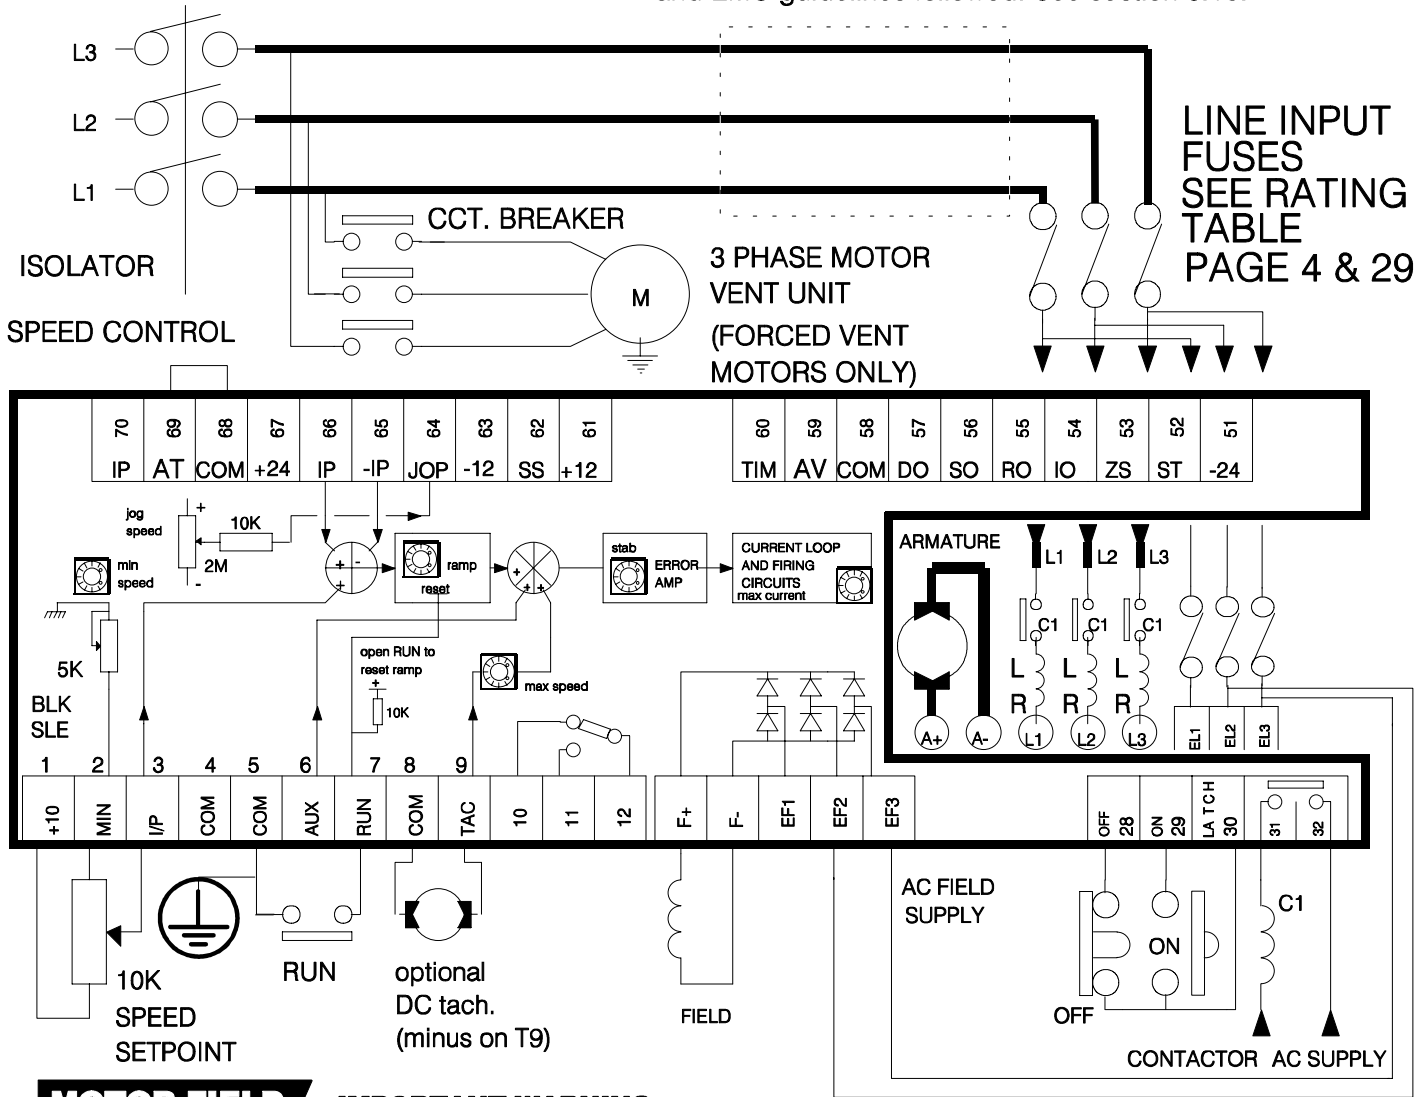 L3
L2
L1
ISOLATOR
CCT. BREAKER
M
3 PHASE MOTOR
VENT UNIT
(FORCED VENT
MOTORS ONLY)
LINE INPUT
FUSES
SEE RATING
TABLE
PAGE 4 & 29
SPEED CONTROL
70 69 68 67 66 65 64 63 62 61
IP AT COM +24 IP -IP JOP -12 SS +12
60 59 58 57 56 55 54 53 52 51
TIM AV COM DO SO RO IO ZS ST -24
jog
speed
+
10K
2M
-
min
speed
+ -
+
ramp
reset
+
+ +
stab
ERROR
AMP
CURRENT LOOP
AND FIRING
CIRCUITS
max current
ARMATURE
L1 L2 L3
C1 C1 C1
L L L
R R R
A+ A- L1 L2 L3
EL1 EL2 EL3
5K
BLK
SLE
open RUN to
reset ramp
+
10K
max speed
1 2 3 4 5 6 7 8 9
+10 MIN I/P COM COM AUX RUN COM TAC 10 11 12
F+ F- EF1 EF2 EF3
OFF 28 ON 29 LATCH 30 31 32
10K
SPEED
SETPOINT
RUN
optional
DC tach.
(minus on T9)
FIELD
AC FIELD
SUPPLY
ON
OFF
C1
CONTACTOR AC SUPPLY
MOTOR FIELD
IMPORTANT WARNING